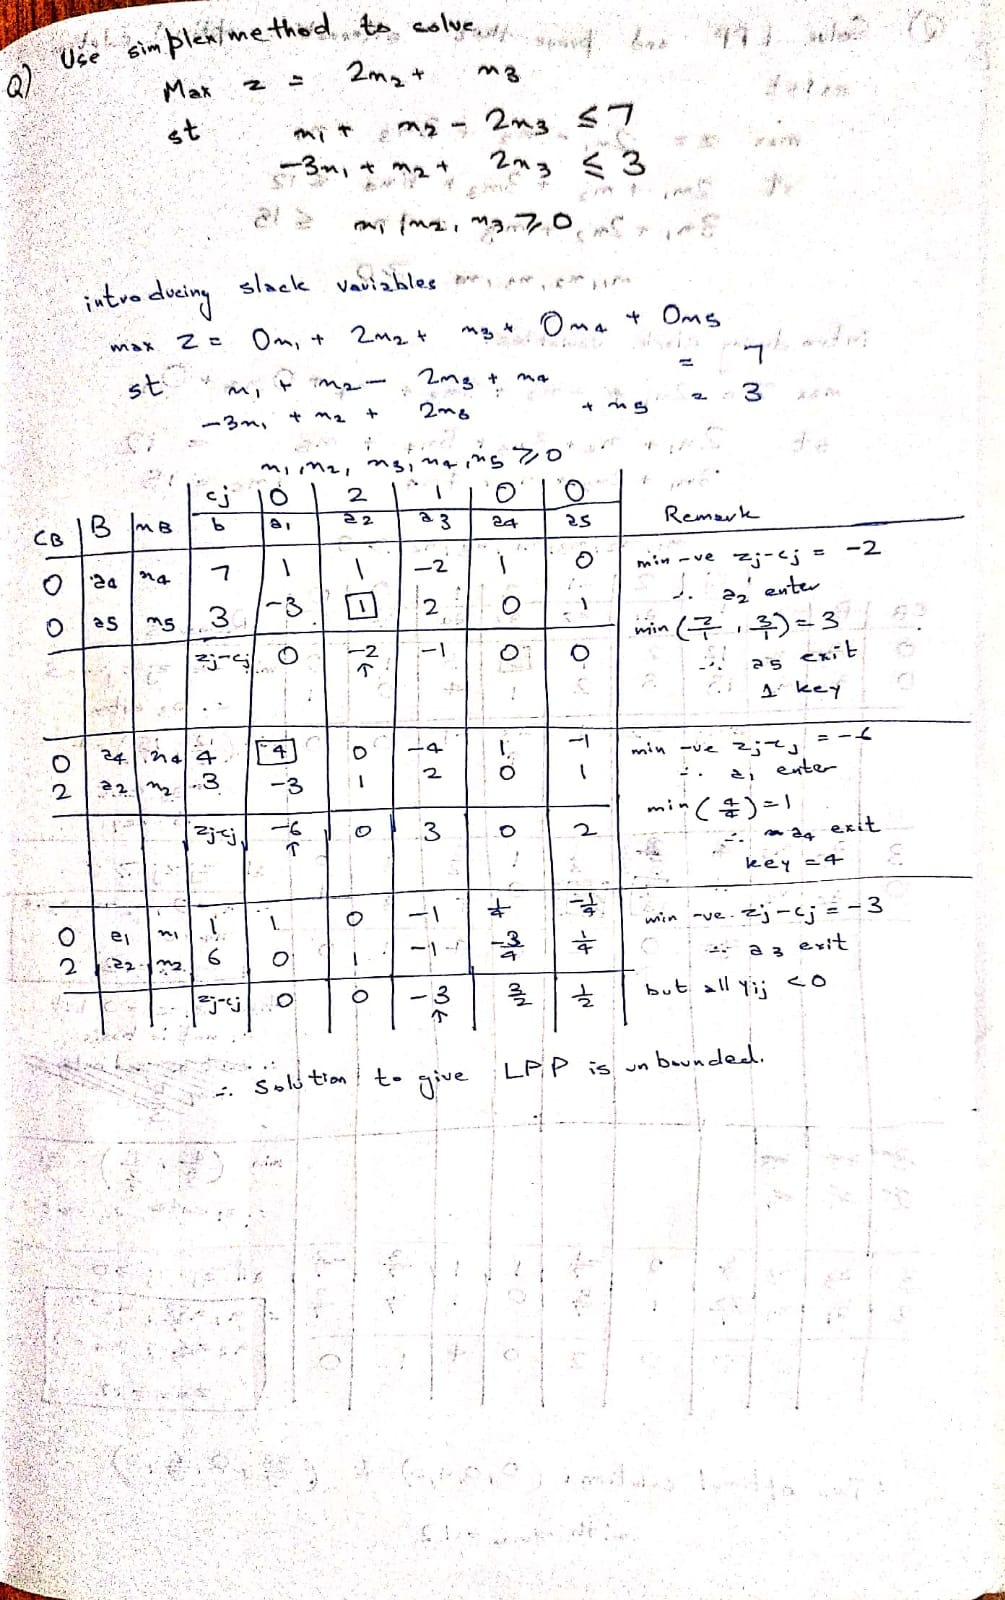 Q) Use simplex method to solve
Max z = 2x2 + x3
st x1 + x2 - 2x3 ≤ 7
-3x1 + x2 + 2x3 ≤ 3
x1, x2, x3 ≥ 0
introducing slack variables
max z = 0x1 + 2x2 + x3 + 0x4 + 0x5
st x1 + x2 - 2x3 + x4 = 7
-3x1 + x2 + 2x3 + x5 = 3
x1, x2, x3, x4, x5 ≥ 0
cj 0 2 1 0 0
CB B xB b a1 a2 a3 a4 a5 Remark
0 a4 x4 7 1 1 -2 1 0 min -ve zj-cj = -2
∴ a2 enter
0 a5 x5 3 -3 1 2 0 1 min (7/1, 3/1) = 3
zj-cj 0 -2 -1 0 0 ∴ a5 exit
↑ 1 key
0 a4 x4 4 4 0 -4 1 -1 min -ve zj-cj = -6
2 a2 x2 3 -3 1 2 0 1 ∴ a1 enter
min (4/4) = 1
zj-cj -6 0 3 0 2 ∴ a4 exit
↑ key = 4
0 a1 x1 1 1 0 -1 1/4 -1/4 min -ve zj-cj = -3
2 a2 x2 6 0 1 -1 -3/4 1/4 ∴ a3 exit
zj-cj 0 0 -3 3/2 1/2 but all yij <0
↑
∴ Solution to give LPP is unbounded.